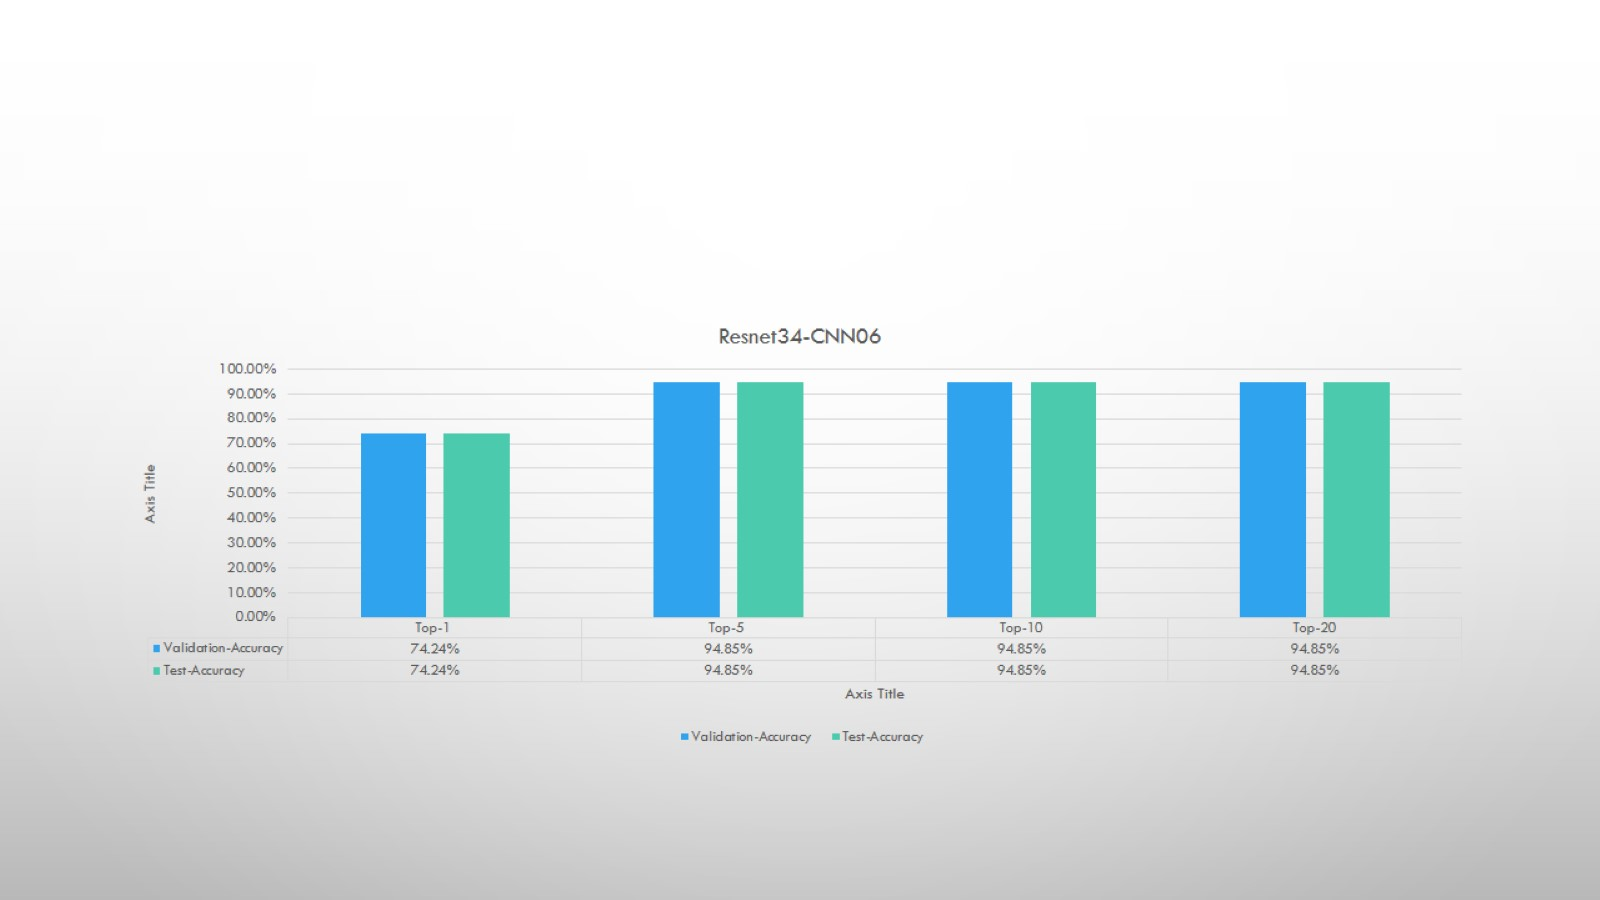 Resnet34-CNN06
100.00%
90.00%
80.00%
70.00%
60.00%
50.00%
40.00%
30.00%
20.00%
10.00%
0.00%
Axis Title
Top-1 Top-5 Top-10 Top-20
Validation-Accuracy 74.24% 94.85% 94.85% 94.85%
Test-Accuracy 74.24% 94.85% 94.85% 94.85%
Axis Title
Validation-Accuracy Test-Accuracy